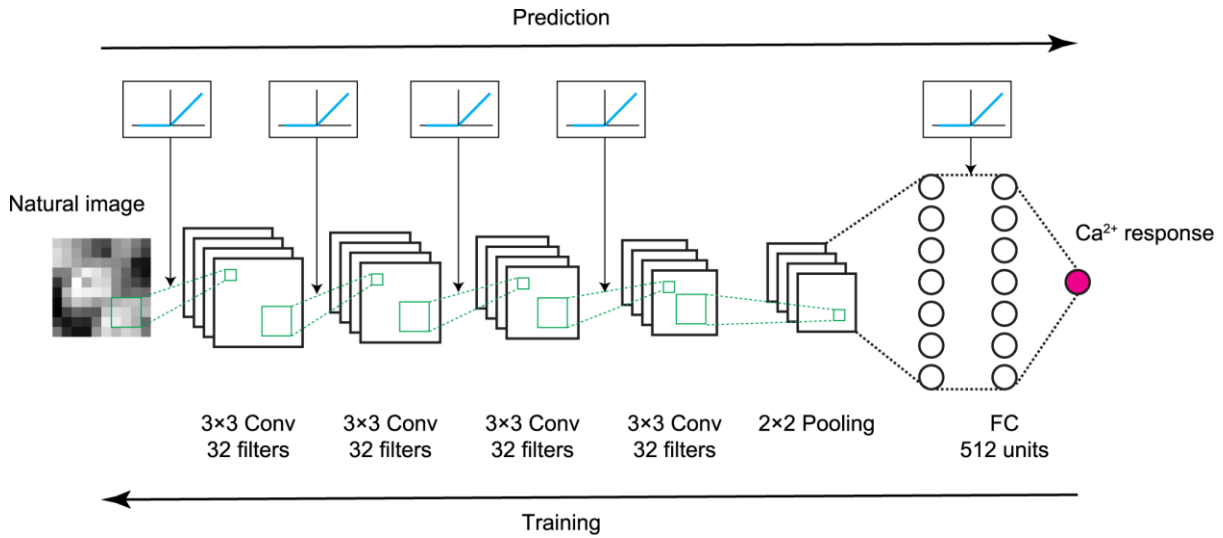 Prediction
Natural image
Ca²⁺ response
3×3 Conv
32 filters
3×3 Conv
32 filters
3×3 Conv
32 filters
3×3 Conv
32 filters
2×2 Pooling
FC
512 units
Training